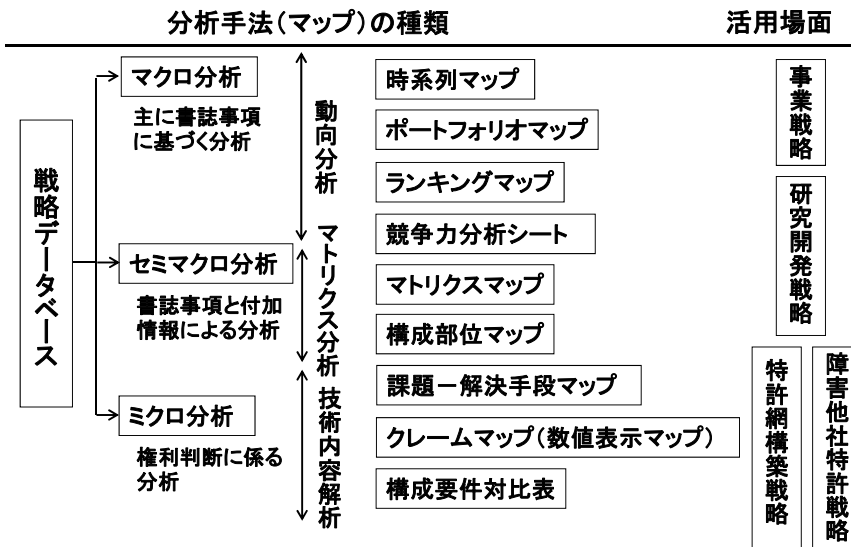 分析手法(マップ)の種類
活用場面
戦略データベース
マクロ分析
主に書誌事項
に基づく分析
セミマクロ分析
書誌事項と付加
情報による分析
ミクロ分析
権利判断に係る
分析
動向分析
マトリクス分析
技術内容解析
時系列マップ
ポートフォリオマップ
ランキングマップ
競争力分析シート
マトリクスマップ
構成部位マップ
課題－解決手段マップ
クレームマップ(数値表示マップ)
構成要件対比表
事業戦略
研究開発戦略
特許網構築戦略
障害他社特許戦略